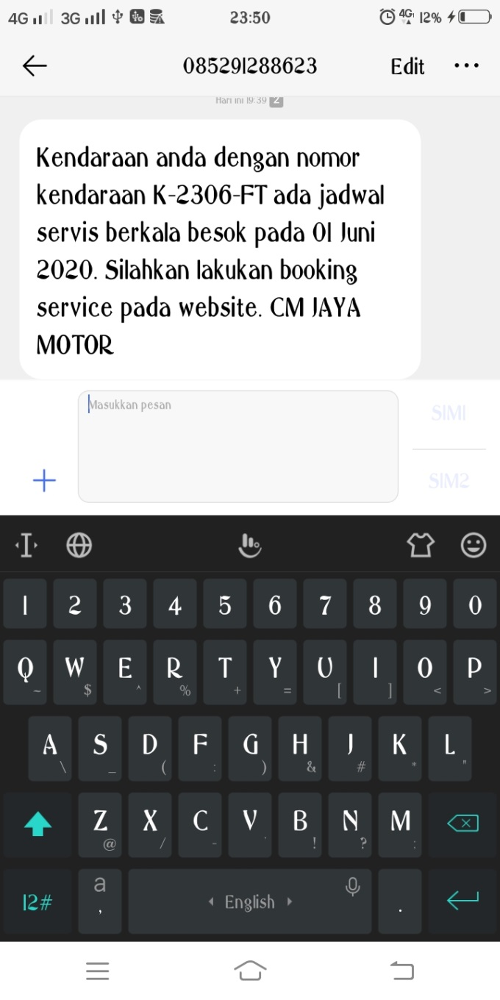 4G 3G 23:50 4G 12%
085291288623 Edit
Hari ini 19:39 2
Kendaraan anda dengan nomor
kendaraan K-2306-FT ada jadwal
servis berkala besok pada 01 Juni
2020. Silahkan lakukan booking
service pada website. CM JAYA
MOTOR
Masukkan pesan
SIM1
SIM2
1 2 3 4 5 6 7 8 9 0
Q W E R T Y U I O P
~ $ ^ % + = [ ] < >
A S D F G H J K L
\ _ ( : ) & # * "
Z X C V B N M
@ / - ' ! ? ;
12# a , English .